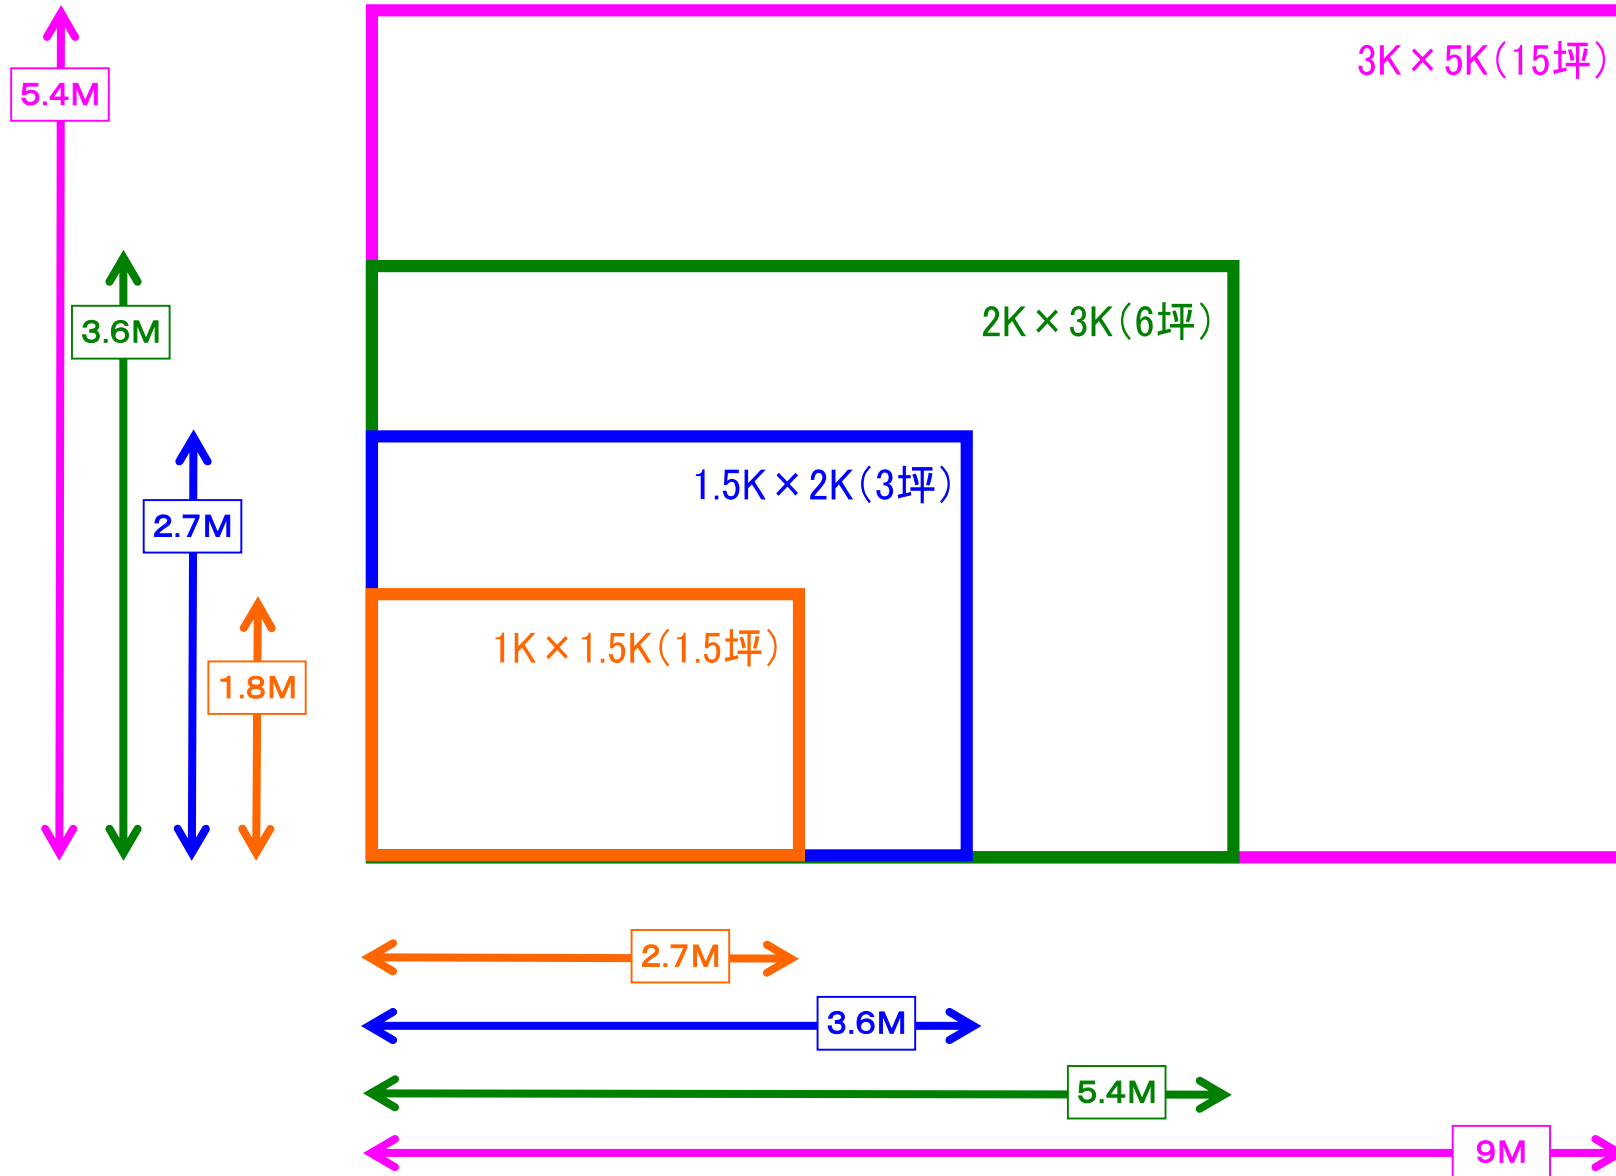 3K×5K(15坪)
5.4M
2K×3K(6坪)
3.6M
1.5K×2K(3坪)
2.7M
1K×1.5K(1.5坪)
1.8M
2.7M
3.6M
5.4M
9M